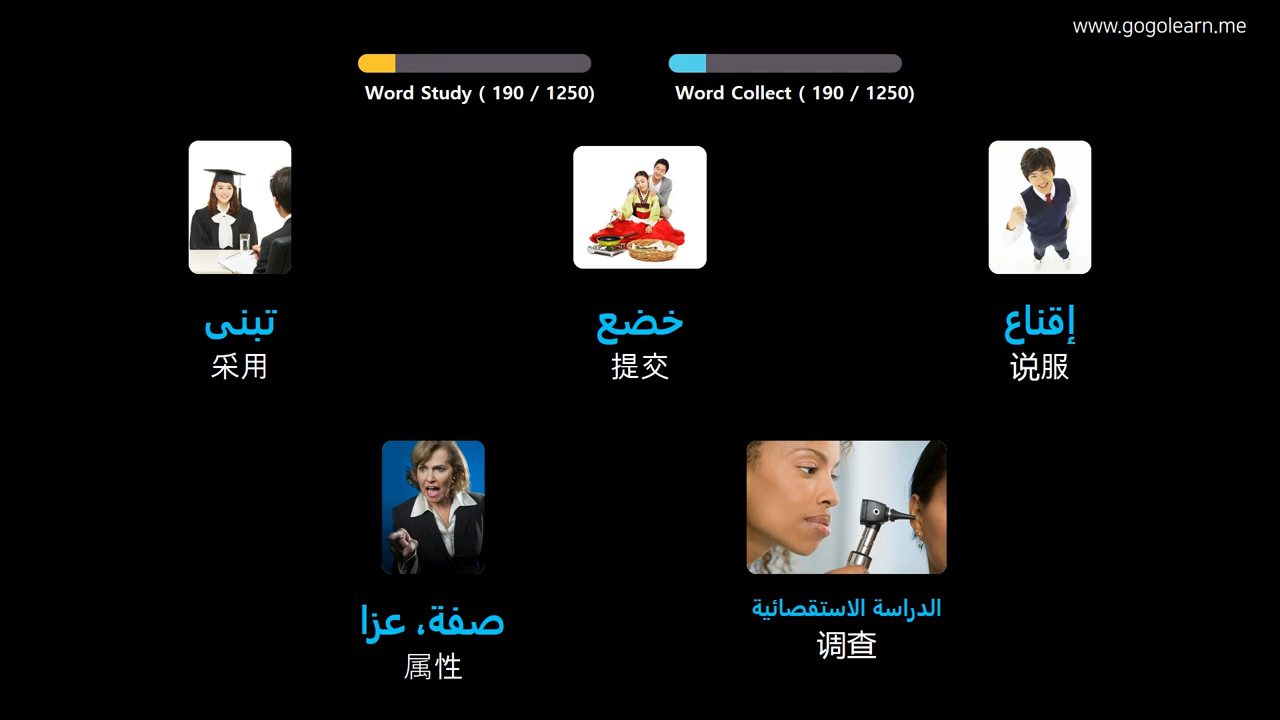 www.gogolearn.me
Word Study ( 190 / 1250)
Word Collect ( 190 / 1250)
تبنى
采用
خضع
提交
إقناع
说服
صفة، عزا
属性
الدراسة الاستقصائية
调查